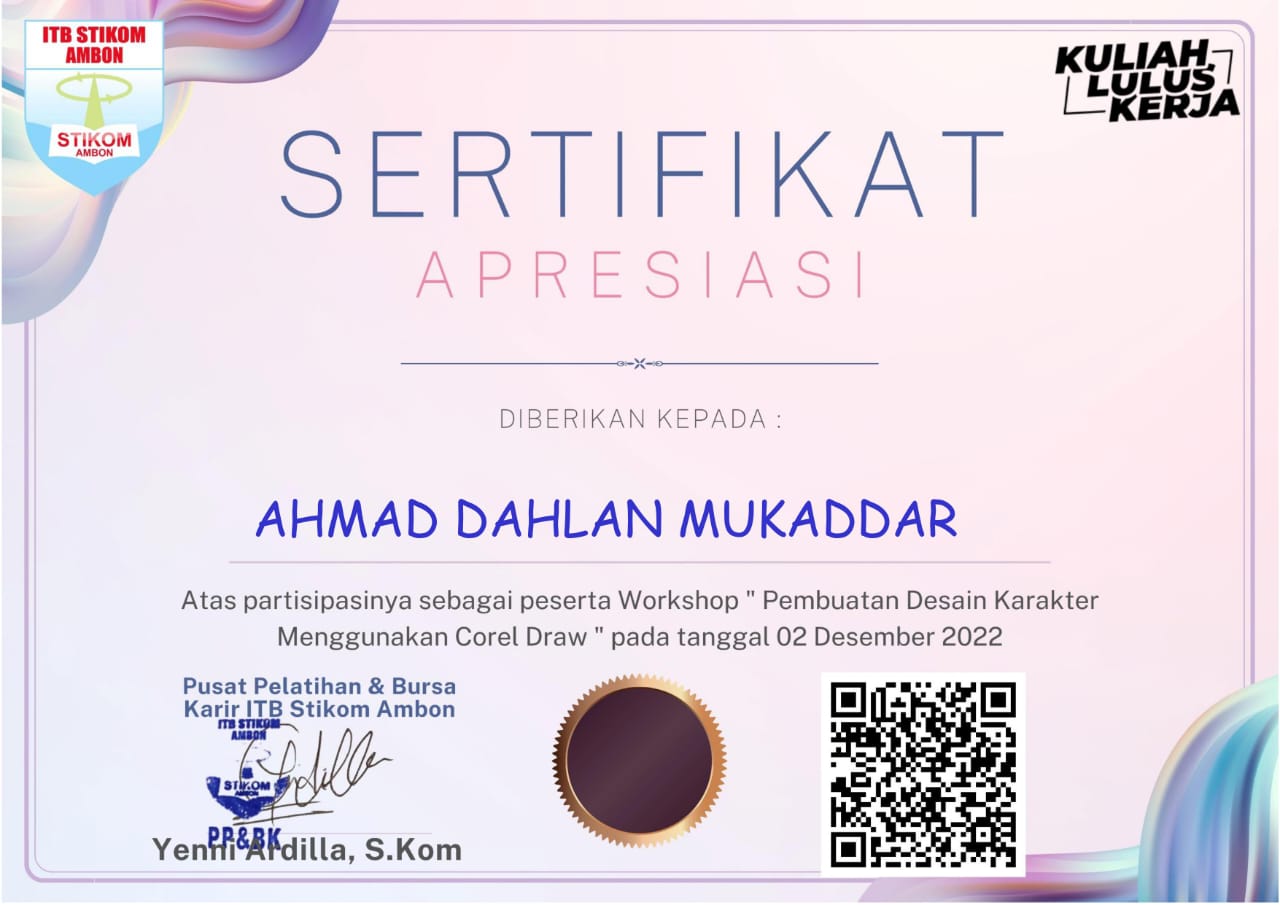 ITB STIKOM
AMBON
STIKOM
AMBON
KULIAH
LULUS
KERJA
SERTIFIKAT
APRESIASI
DIBERIKAN KEPADA :
AHMAD DAHLAN MUKADDAR
Atas partisipasinya sebagai peserta Workshop " Pembuatan Desain Karakter
Menggunakan Corel Draw " pada tanggal 02 Desember 2022
Pusat Pelatihan & Bursa
Karir ITB Stikom Ambon
ITB STIKOM
AMBON
STIKOM
AMBON
PP&BK
Yenni Ardilla, S.Kom